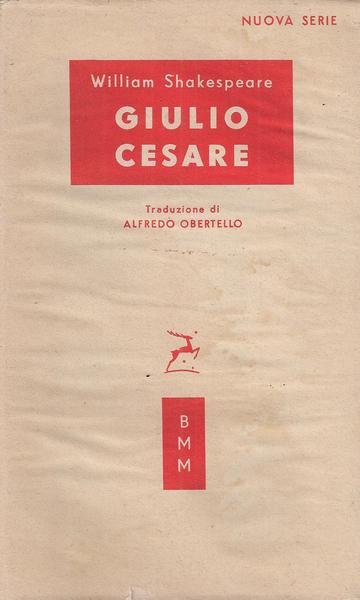 NUOVA SERIE
William Shakespeare
GIULIO
CESARE
Traduzione di
ALFREDO OBERTELLO
B
M
M